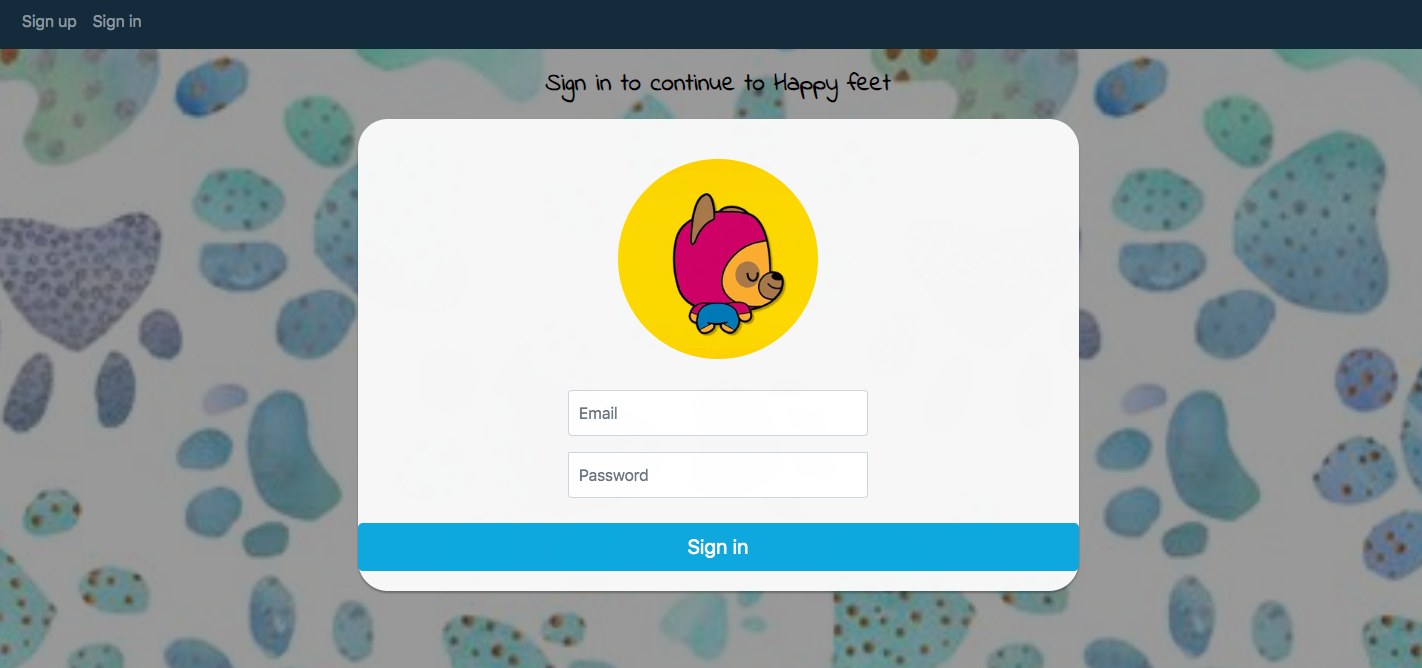 Sign up Sign in
Sign in to continue to Happy feet
Email
Password
Sign in